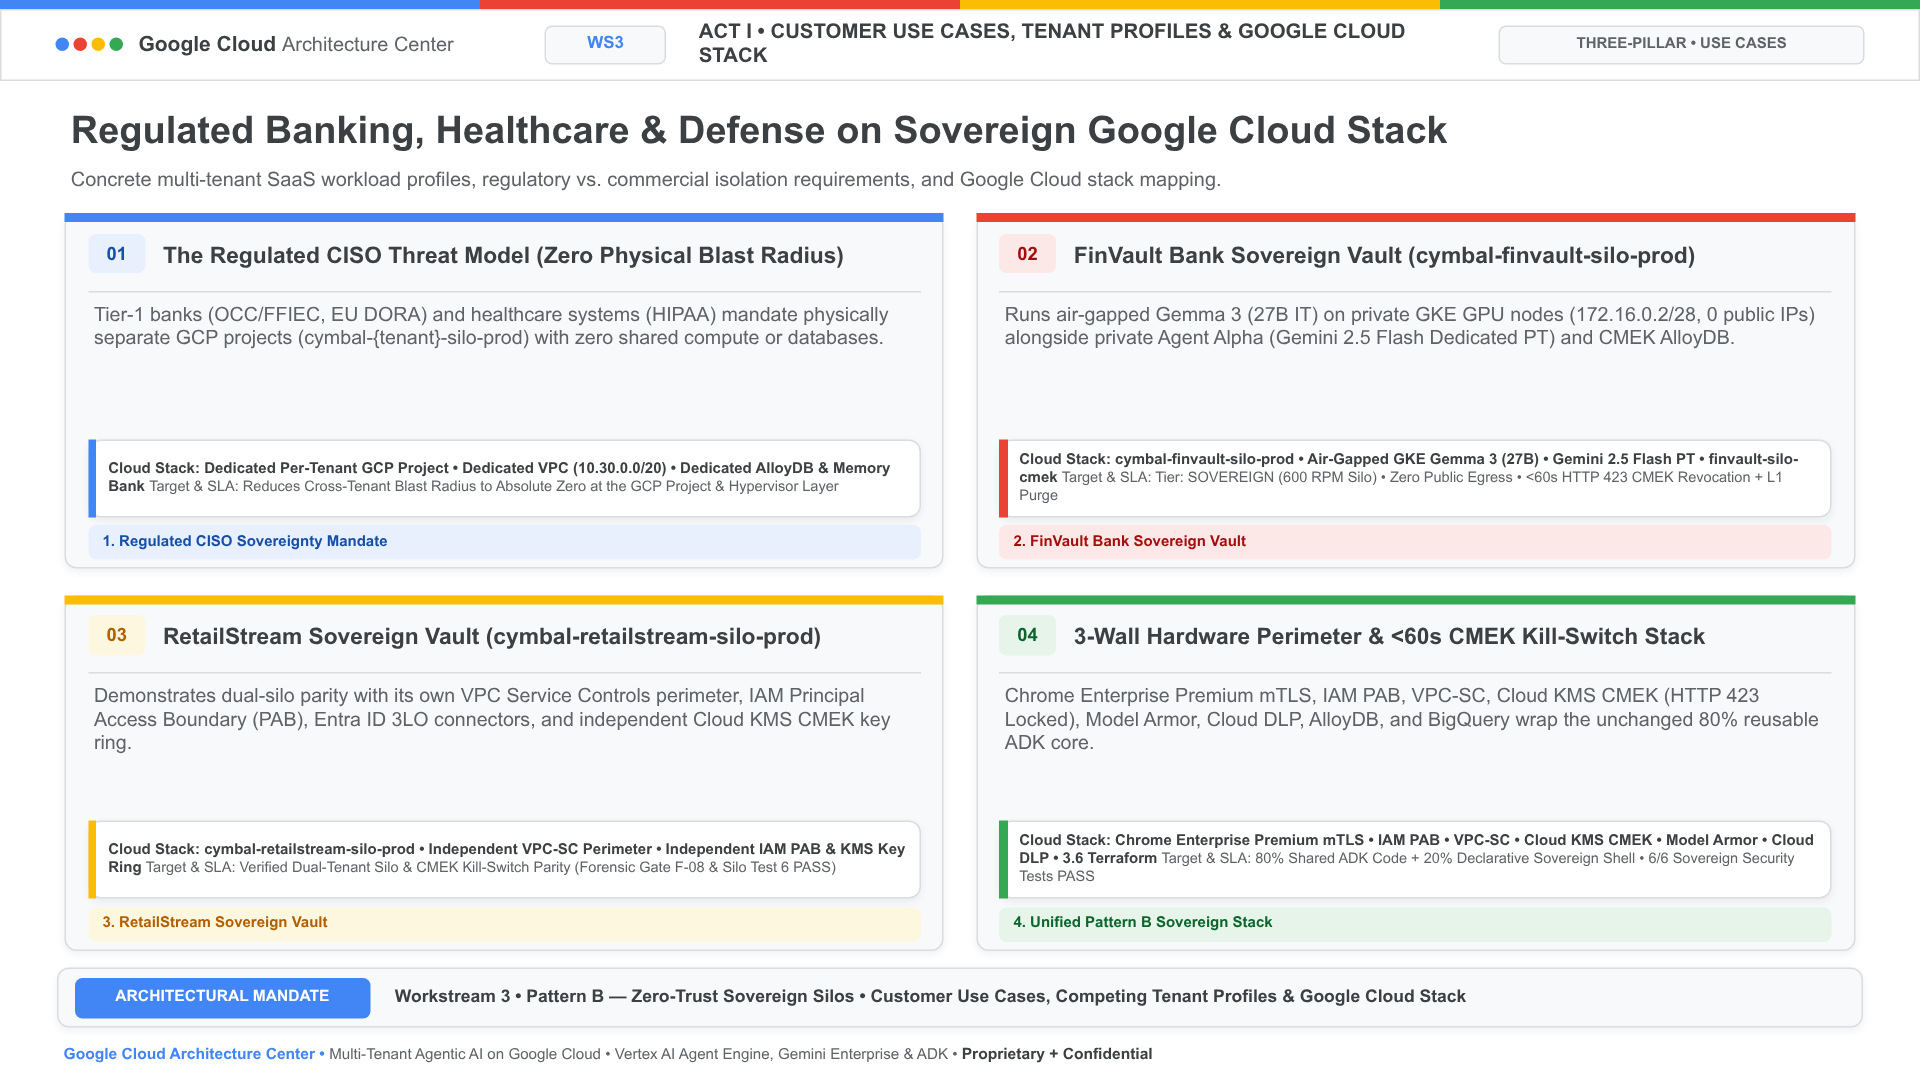 Google Cloud Architecture Center
WS3
ACT I • CUSTOMER USE CASES, TENANT PROFILES & GOOGLE CLOUD
STACK
THREE-PILLAR • USE CASES
Regulated Banking, Healthcare & Defense on Sovereign Google Cloud Stack
Concrete multi-tenant SaaS workload profiles, regulatory vs. commercial isolation requirements, and Google Cloud stack mapping.
01
The Regulated CISO Threat Model (Zero Physical Blast Radius)
Tier-1 banks (OCC/FFIEC, EU DORA) and healthcare systems (HIPAA) mandate physically
separate GCP projects (cymbal-{tenant}-silo-prod) with zero shared compute or databases.
Cloud Stack: Dedicated Per-Tenant GCP Project • Dedicated VPC (10.30.0.0/20) • Dedicated AlloyDB & Memory
Bank Target & SLA: Reduces Cross-Tenant Blast Radius to Absolute Zero at the GCP Project & Hypervisor Layer
1. Regulated CISO Sovereignty Mandate
02
FinVault Bank Sovereign Vault (cymbal-finvault-silo-prod)
Runs air-gapped Gemma 3 (27B IT) on private GKE GPU nodes (172.16.0.2/28, 0 public IPs)
alongside private Agent Alpha (Gemini 2.5 Flash Dedicated PT) and CMEK AlloyDB.
Cloud Stack: cymbal-finvault-silo-prod • Air-Gapped GKE Gemma 3 (27B) • Gemini 2.5 Flash PT • finvault-silo-
cmek Target & SLA: Tier: SOVEREIGN (600 RPM Silo) • Zero Public Egress • <60s HTTP 423 CMEK Revocation + L1
Purge
2. FinVault Bank Sovereign Vault
03
RetailStream Sovereign Vault (cymbal-retailstream-silo-prod)
Demonstrates dual-silo parity with its own VPC Service Controls perimeter, IAM Principal
Access Boundary (PAB), Entra ID 3LO connectors, and independent Cloud KMS CMEK key
ring.
Cloud Stack: cymbal-retailstream-silo-prod • Independent VPC-SC Perimeter • Independent IAM PAB & KMS Key
Ring Target & SLA: Verified Dual-Tenant Silo & CMEK Kill-Switch Parity (Forensic Gate F-08 & Silo Test 6 PASS)
3. RetailStream Sovereign Vault
04
3-Wall Hardware Perimeter & <60s CMEK Kill-Switch Stack
Chrome Enterprise Premium mTLS, IAM PAB, VPC-SC, Cloud KMS CMEK (HTTP 423
Locked), Model Armor, Cloud DLP, AlloyDB, and BigQuery wrap the unchanged 80% reusable
ADK core.
Cloud Stack: Chrome Enterprise Premium mTLS • IAM PAB • VPC-SC • Cloud KMS CMEK • Model Armor • Cloud
DLP • 3.6 Terraform Target & SLA: 80% Shared ADK Code + 20% Declarative Sovereign Shell • 6/6 Sovereign Security
Tests PASS
4. Unified Pattern B Sovereign Stack
ARCHITECTURAL MANDATE
Workstream 3 • Pattern B — Zero-Trust Sovereign Silos • Customer Use Cases, Competing Tenant Profiles & Google Cloud Stack
Google Cloud Architecture Center • Multi-Tenant Agentic AI on Google Cloud • Vertex AI Agent Engine, Gemini Enterprise & ADK • Proprietary + Confidential